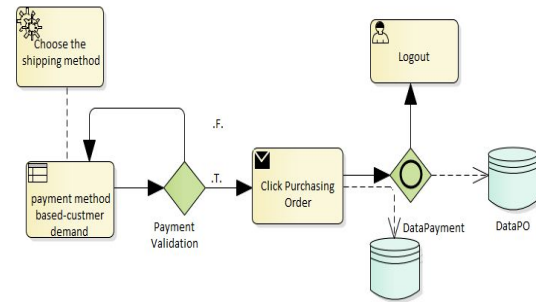 Choose the
shipping method
Logout
.F.
payment method
based-custmer
demand
.T.
Payment
Validation
Click Purchasing
Order
DataPayment
DataPO